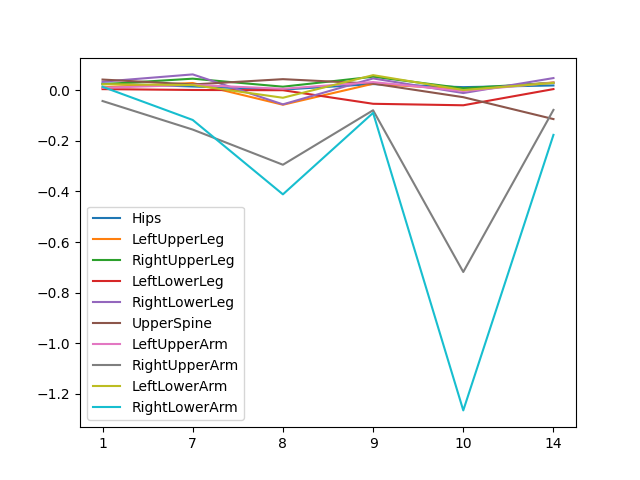 0.0
−0.2
−0.4
−0.6
−0.8
−1.0
−1.2
Hips
LeftUpperLeg
RightUpperLeg
LeftLowerLeg
RightLowerLeg
UpperSpine
LeftUpperArm
RightUpperArm
LeftLowerArm
RightLowerArm
1 7 8 9 10 14